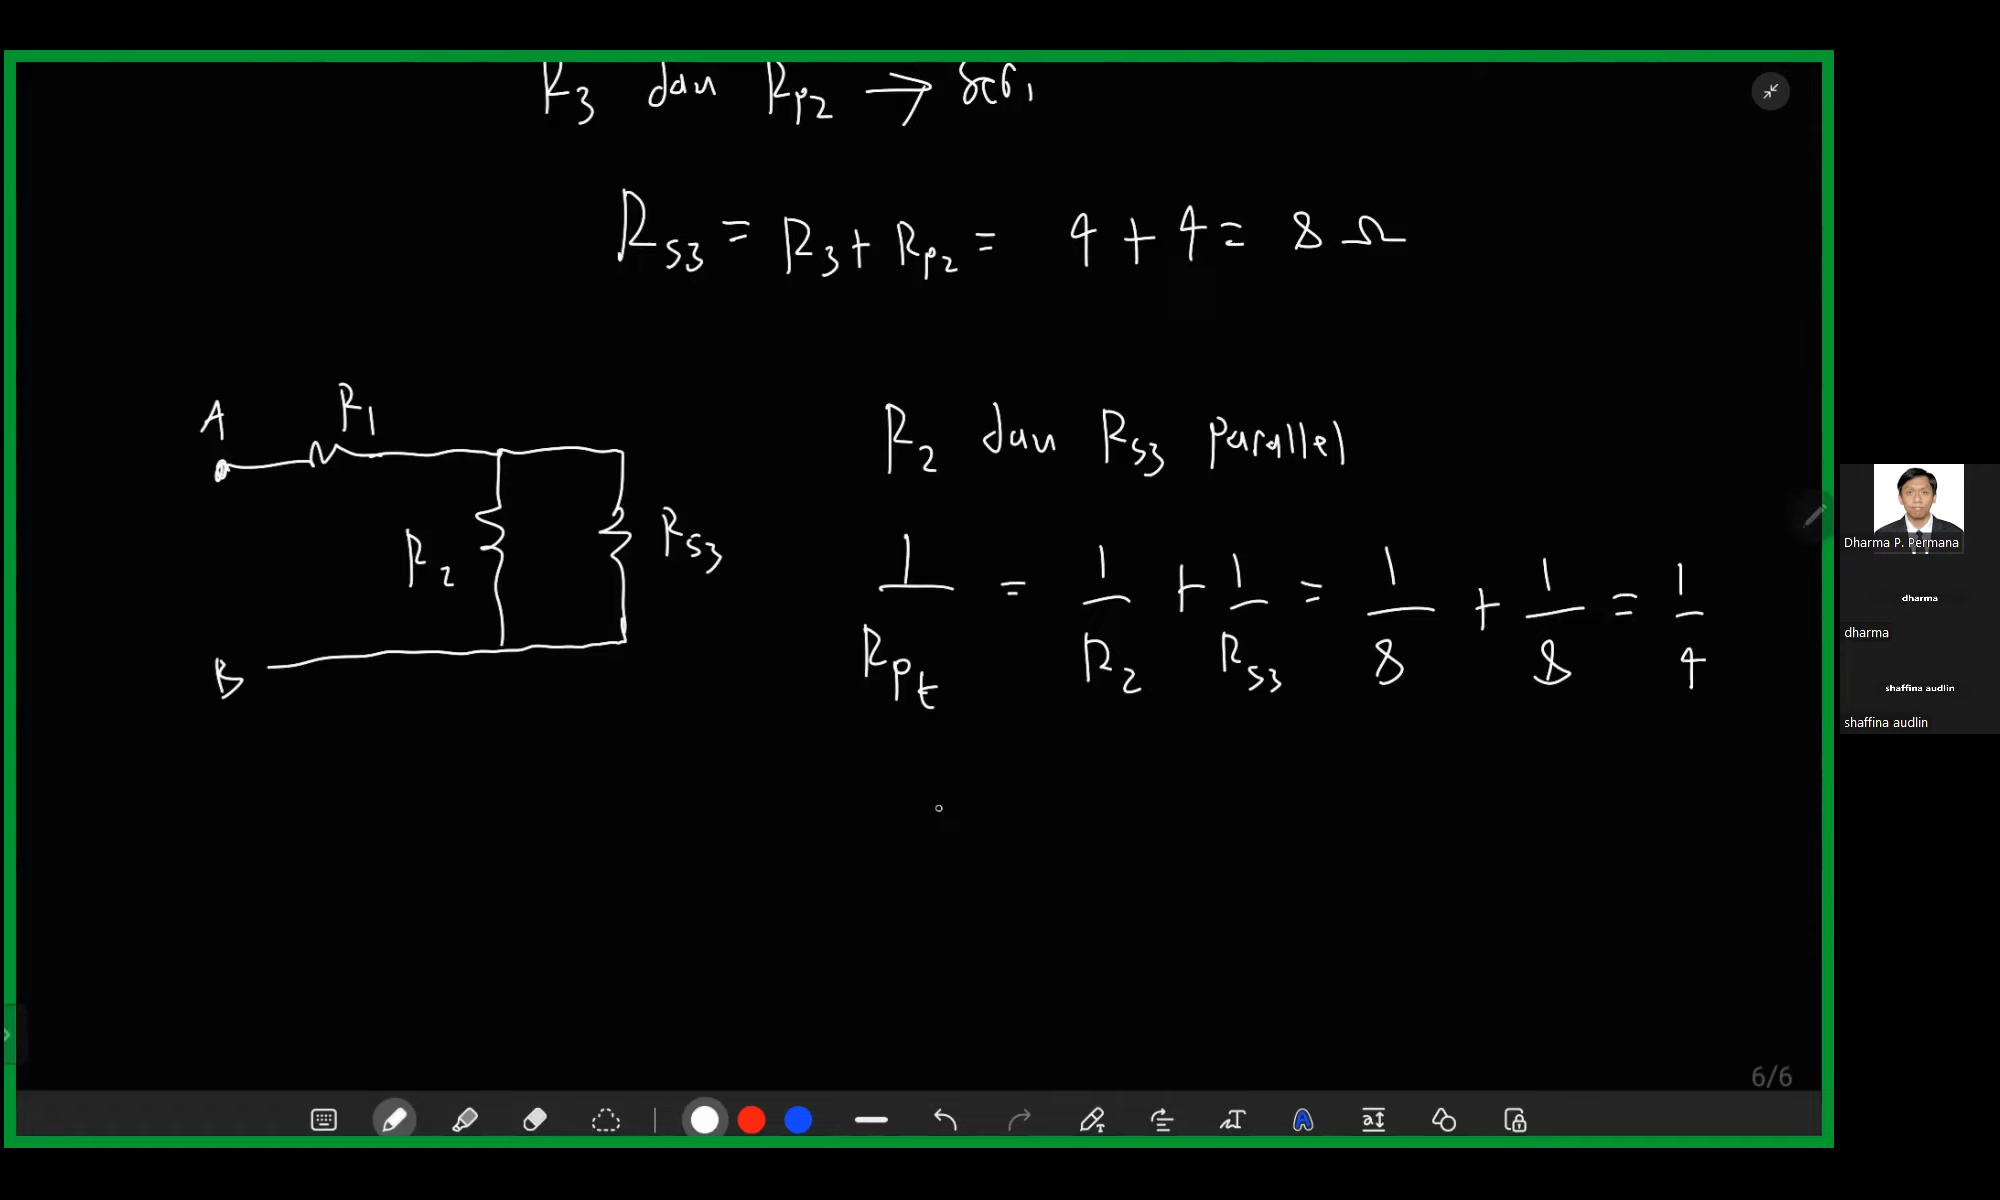 R3 dan Rp2 → seri
Rs3 = R3 + Rp2 = 4 + 4 = 8 Ω
A
R1
R2
Rs3
B
R2 dan Rs3 parallel
1/Rpt = 1/R2 + 1/Rs3 = 1/8 + 1/8 = 1/4
6/6
Dharma P. Permana
dharma
dharma
shaffina audlin
shaffina audlin